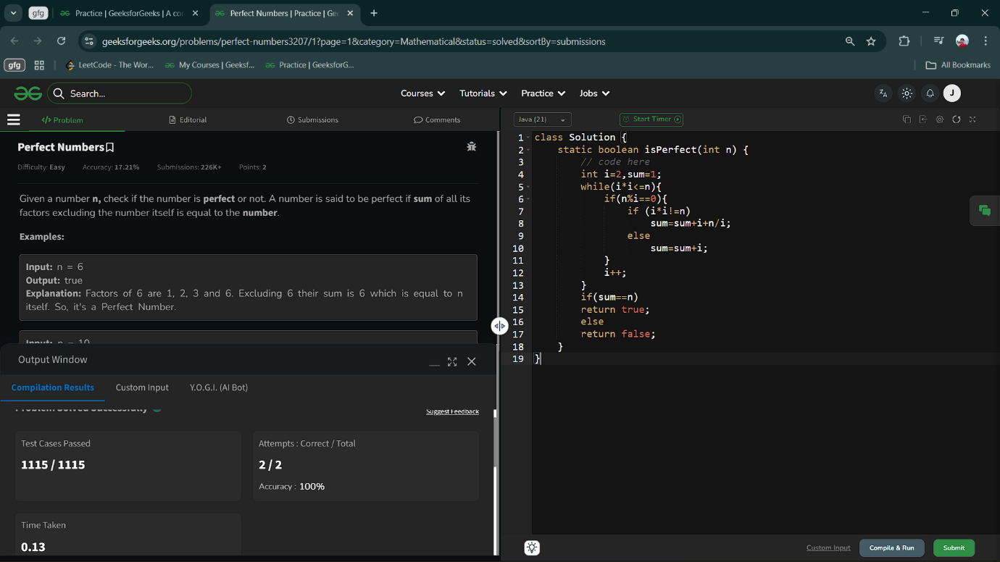 gfg
Practice | GeeksforGeeks | A co
Perfect Numbers | Practice | Ge
geeksforgeeks.org/problems/perfect-numbers3207/1?page=1&category=Mathematical&status=solved&sortBy=submissions
gfg
LeetCode - The Wor...
My Courses | Geeksf...
Practice | GeeksforG...
All Bookmarks
Search...
Courses
Tutorials
Practice
Jobs
J
</> Problem
Editorial
Submissions
Comments
Perfect Numbers
Difficulty: Easy Accuracy: 17.21% Submissions: 226K+ Points: 2
Given a number n, check if the number is perfect or not. A number is said to be perfect if sum of all its
factors excluding the number itself is equal to the number.
Examples:
Input: n = 6
Output: true
Explanation: Factors of 6 are 1, 2, 3 and 6. Excluding 6 their sum is 6 which is equal to n
itself. So, it's a Perfect Number.
Input: n = 10
Output Window
Compilation Results
Custom Input
Y.O.G.I. (AI Bot)
Problem Solved Successfully
Suggest Feedback
Test Cases Passed
1115 / 1115
Attempts : Correct / Total
2 / 2
Accuracy : 100%
Time Taken
0.13
Java (21)
Start Timer
1 class Solution {
2 static boolean isPerfect(int n) {
3 // code here
4 int i=2,sum=1;
5 while(i*i<=n){
6 if(n%i==0){
7 if (i*i!=n)
8 sum=sum+i+n/i;
9 else
10 sum=sum+i;
11 }
12 i++;
13 }
14 if(sum==n)
15 return true;
16 else
17 return false;
18 }
19 }
Custom Input
Compile & Run
Submit